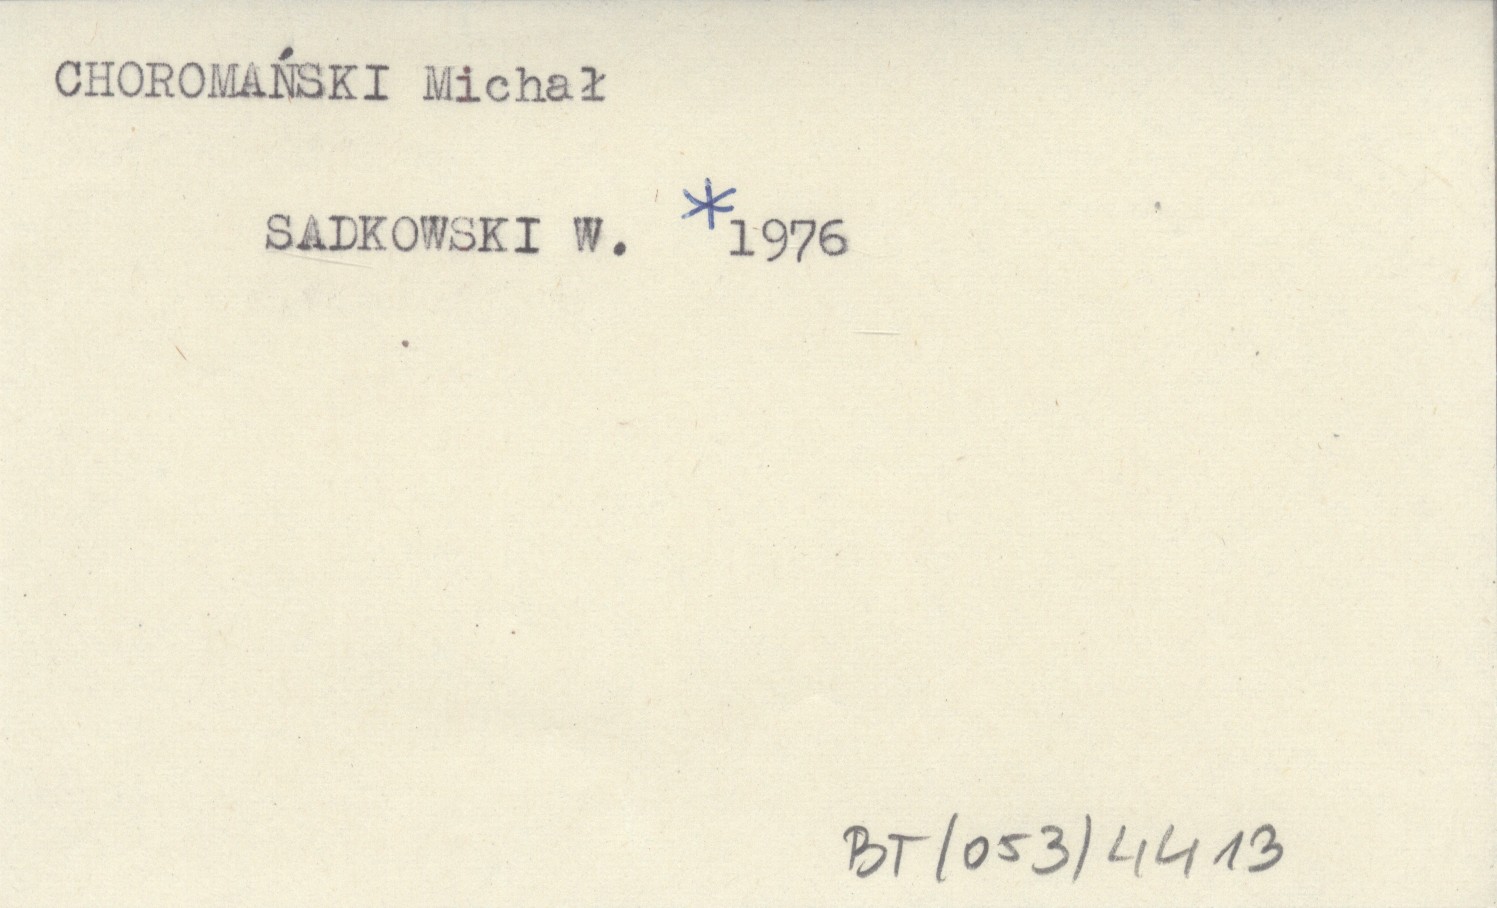 CHOROMAŃSKI Michał
SADKOWSKI W. *1976
BT/053/4413